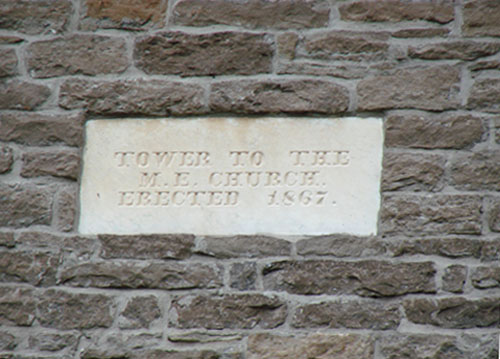 TOWER TO THE
M.E. CHURCH.
ERECTED 1867.